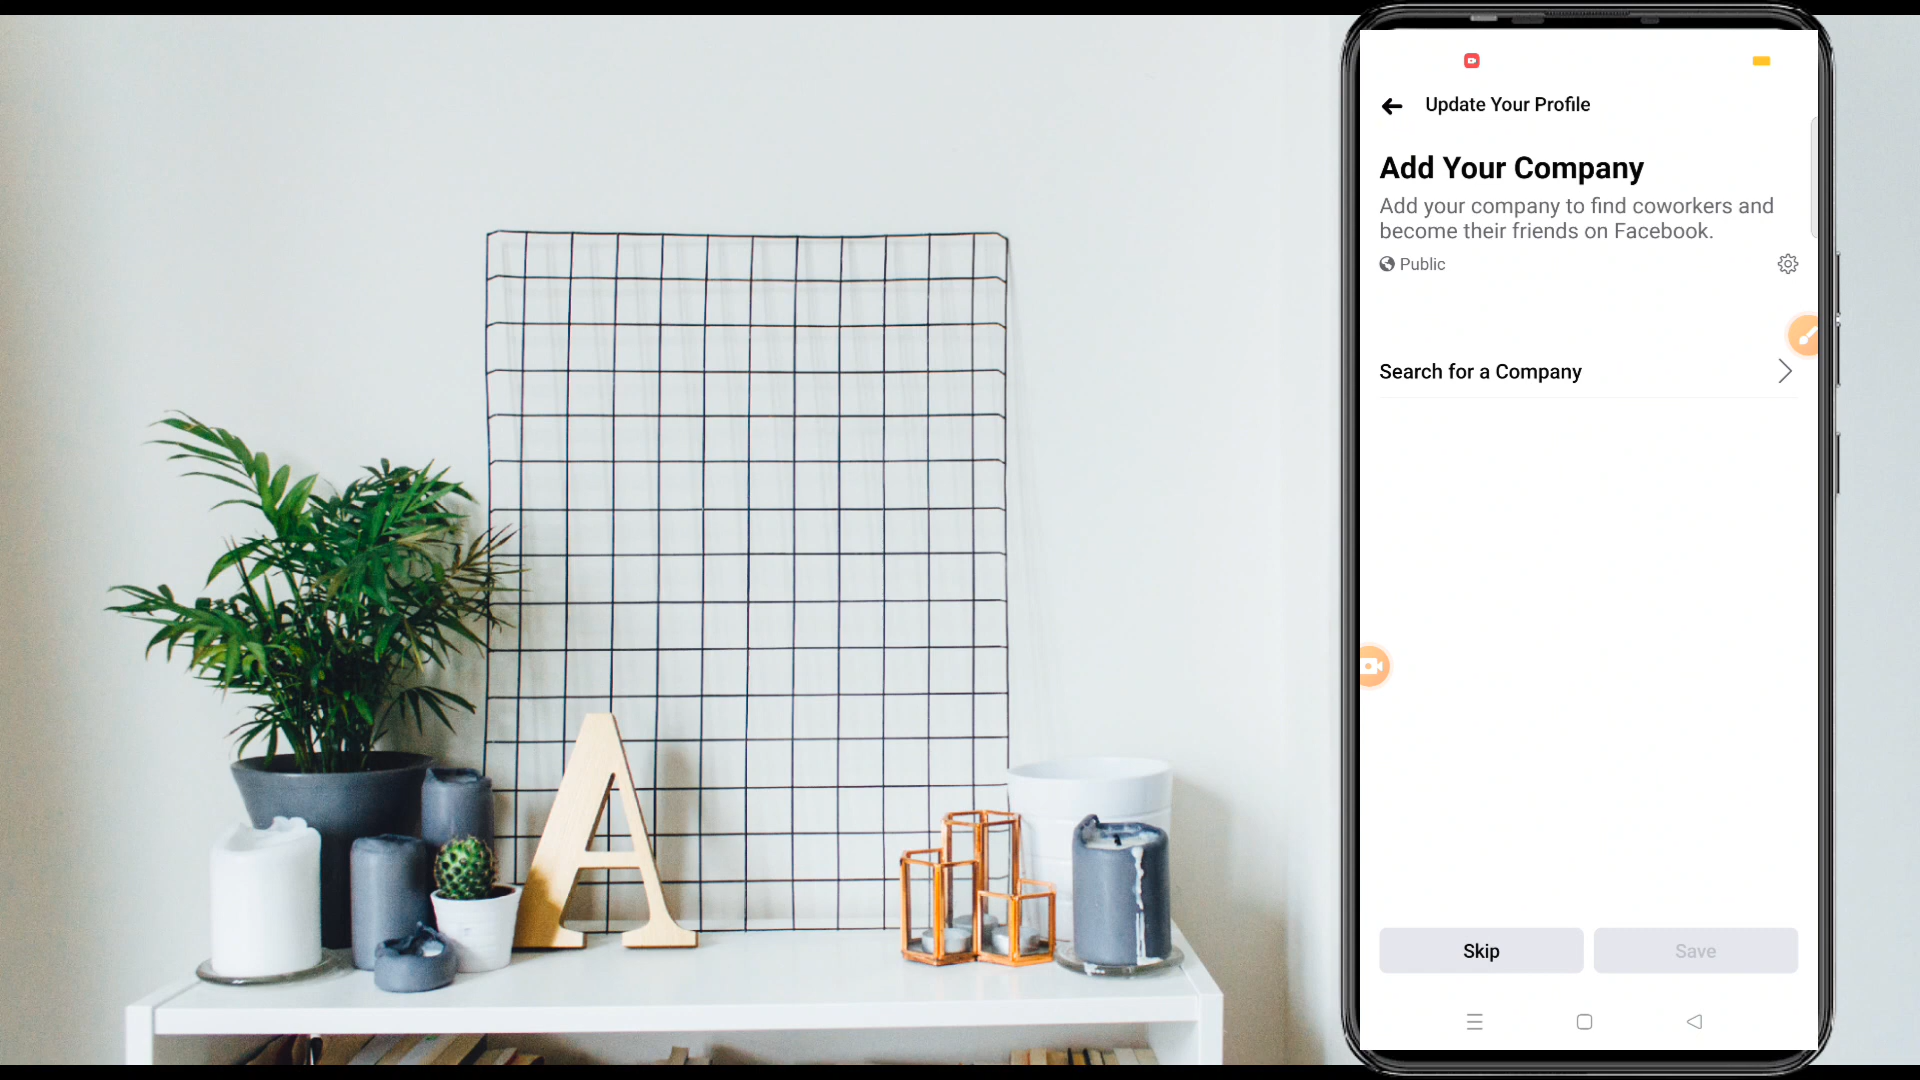 Update Your Profile
Add Your Company
Add your company to find coworkers and
become their friends on Facebook.
Public
Search for a Company
A
Skip
Save